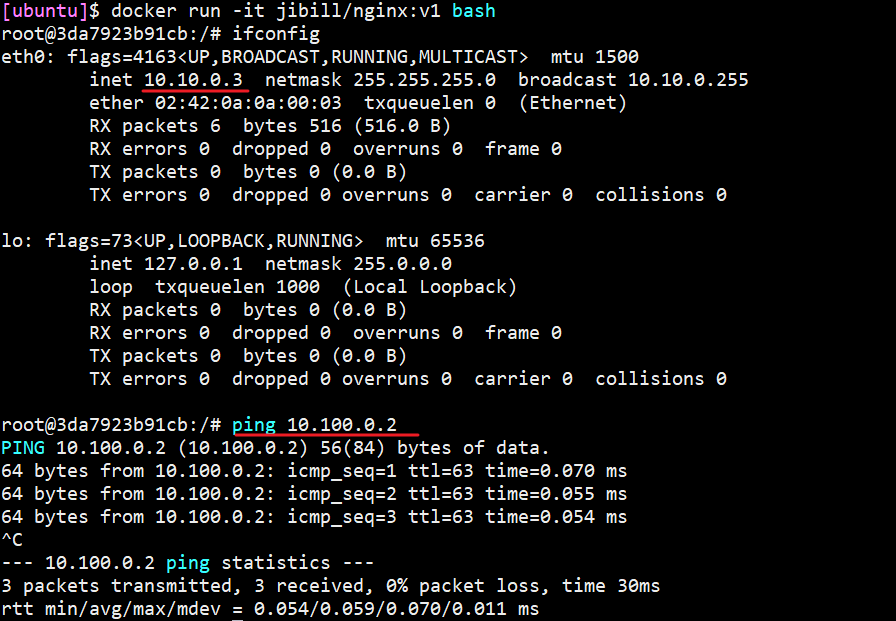 [ubuntu]$ docker run -it jibill/nginx:v1 bash
root@3da7923b91cb:/# ifconfig
eth0: flags=4163<UP,BROADCAST,RUNNING,MULTICAST>  mtu 1500
        inet 10.10.0.3  netmask 255.255.255.0  broadcast 10.10.0.255
        ether 02:42:0a:0a:00:03  txqueuelen 0  (Ethernet)
        RX packets 6  bytes 516 (516.0 B)
        RX errors 0  dropped 0  overruns 0  frame 0
        TX packets 0  bytes 0 (0.0 B)
        TX errors 0  dropped 0 overruns 0  carrier 0  collisions 0

lo: flags=73<UP,LOOPBACK,RUNNING>  mtu 65536
        inet 127.0.0.1  netmask 255.0.0.0
        loop  txqueuelen 1000  (Local Loopback)
        RX packets 0  bytes 0 (0.0 B)
        RX errors 0  dropped 0  overruns 0  frame 0
        TX packets 0  bytes 0 (0.0 B)
        TX errors 0  dropped 0 overruns 0  carrier 0  collisions 0

root@3da7923b91cb:/# ping 10.100.0.2
PING 10.100.0.2 (10.100.0.2) 56(84) bytes of data.
64 bytes from 10.100.0.2: icmp_seq=1 ttl=63 time=0.070 ms
64 bytes from 10.100.0.2: icmp_seq=2 ttl=63 time=0.055 ms
64 bytes from 10.100.0.2: icmp_seq=3 ttl=63 time=0.054 ms
^C
--- 10.100.0.2 ping statistics ---
3 packets transmitted, 3 received, 0% packet loss, time 30ms
rtt min/avg/max/mdev = 0.054/0.059/0.070/0.011 ms